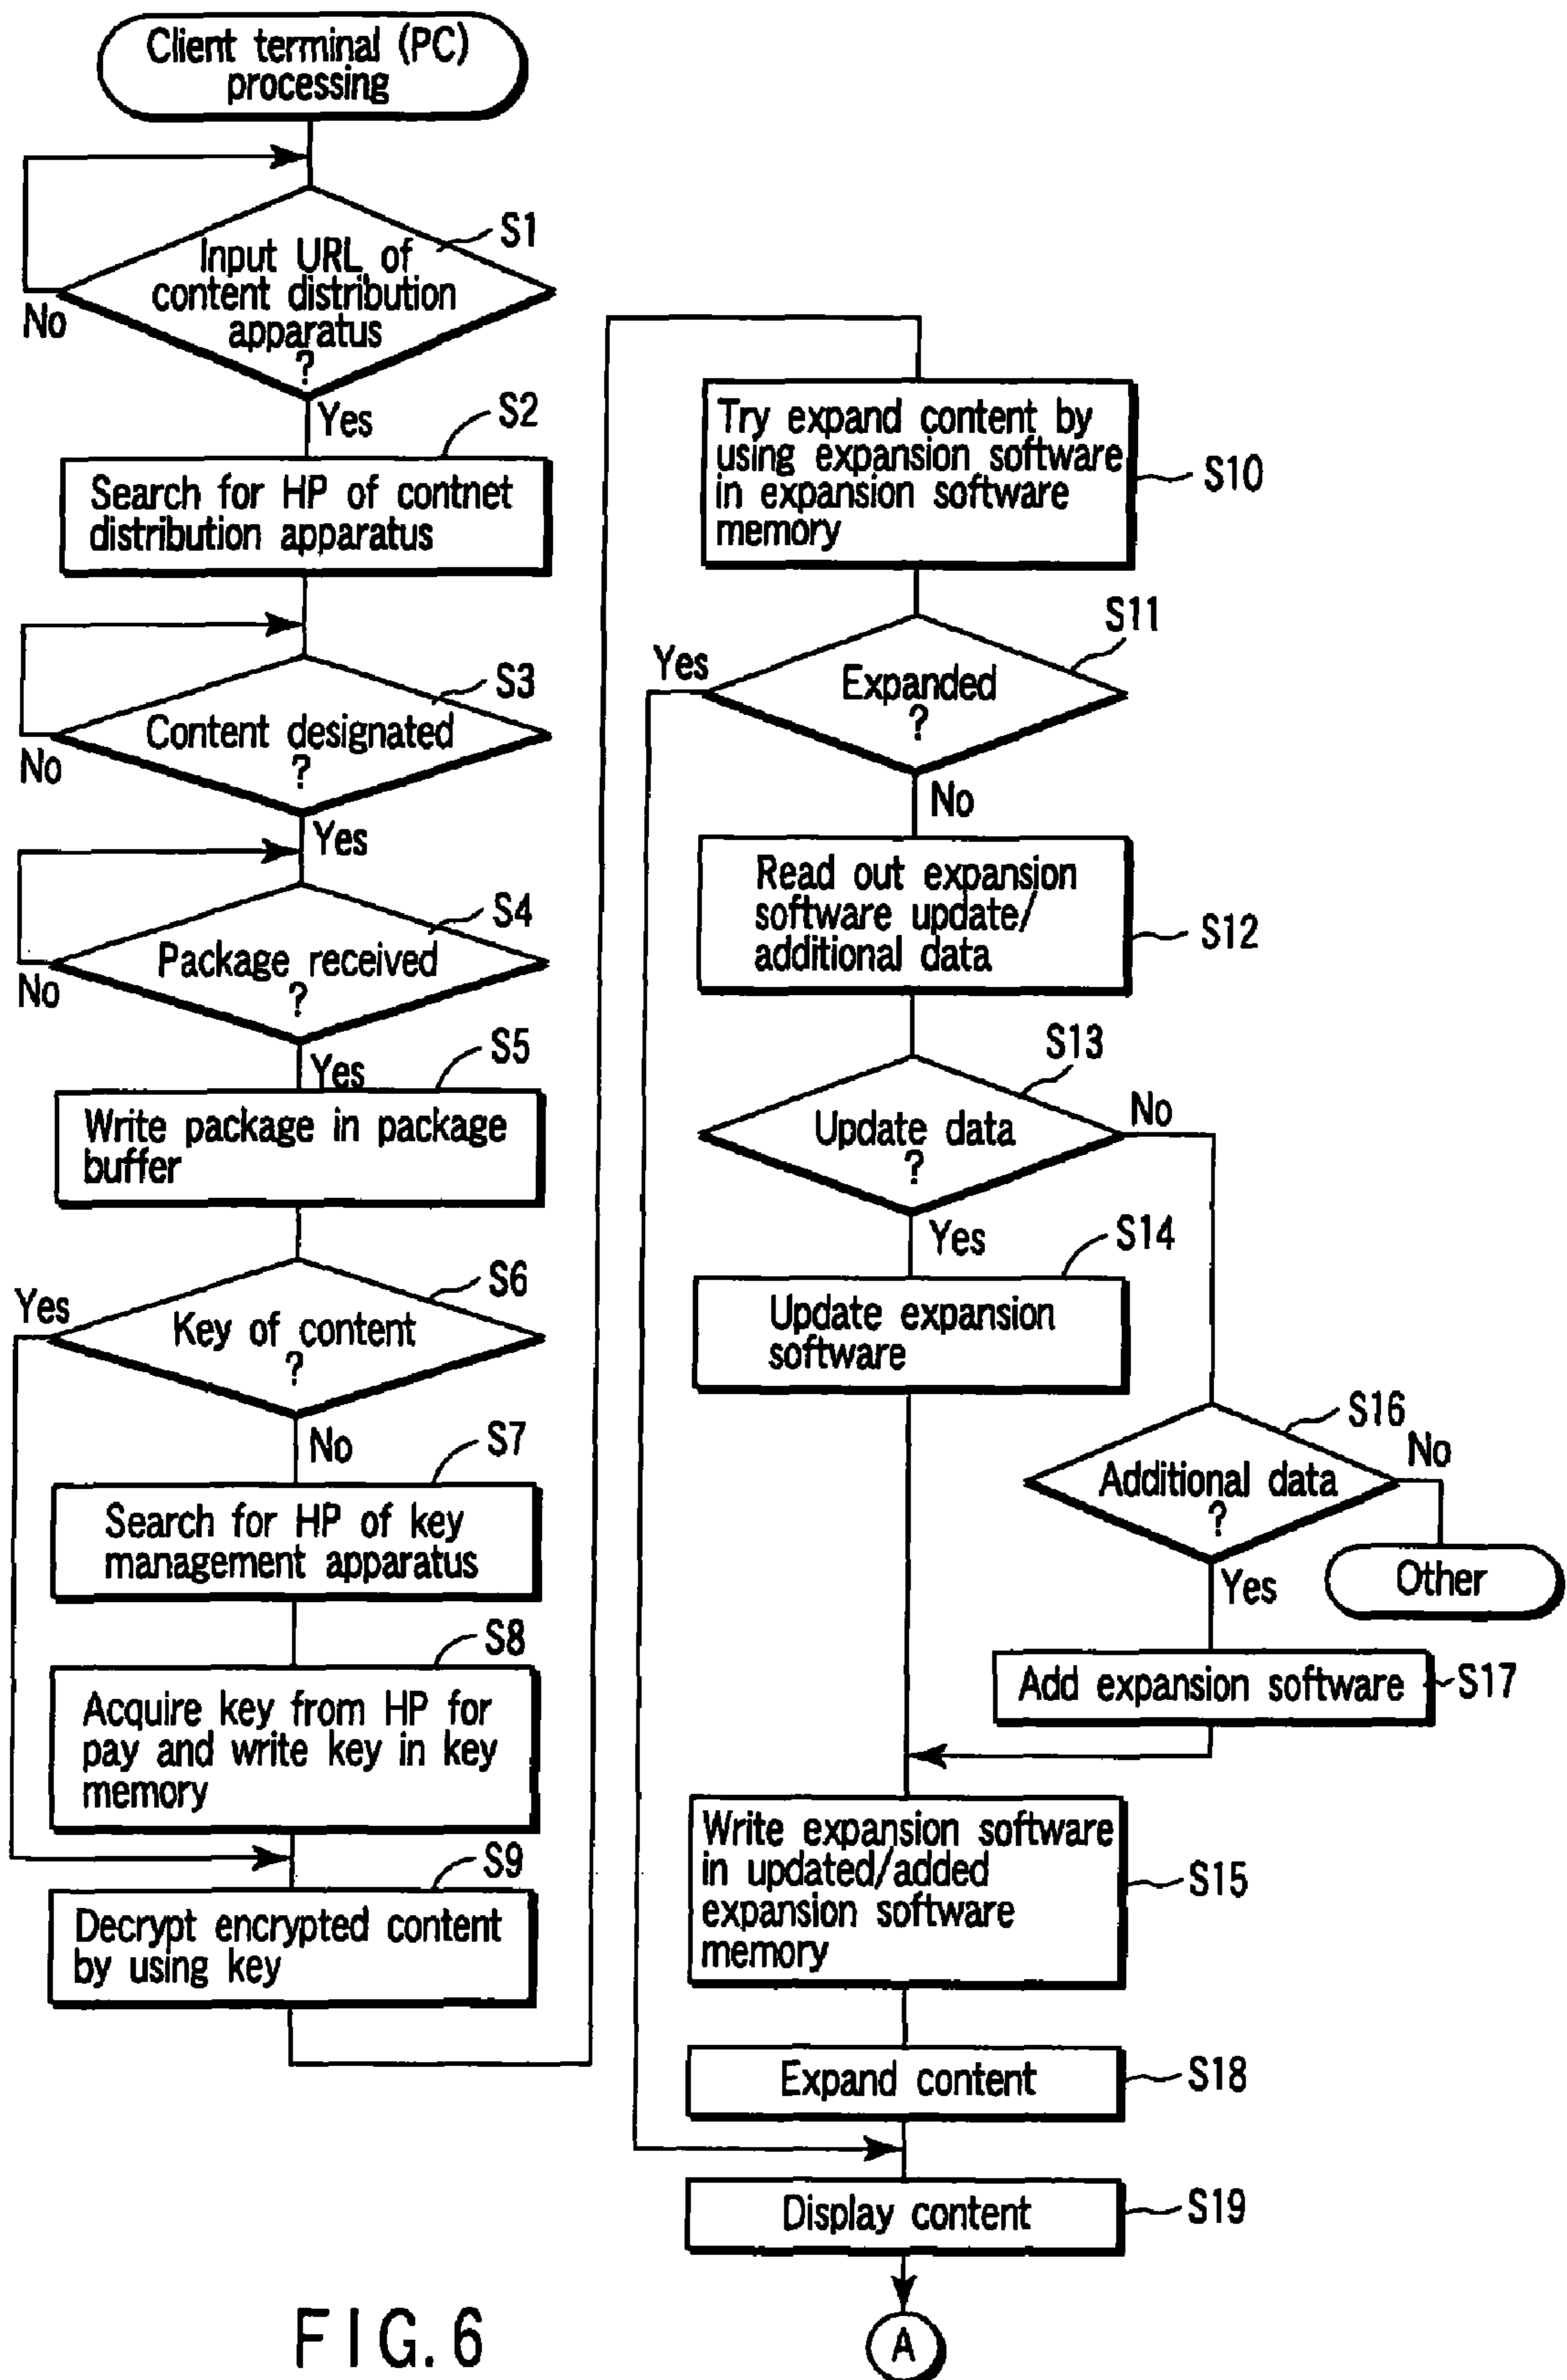 Client terminal (PC)
processing
S1
Input URL of
content distribution
apparatus
?
No
Yes
S2
Search for HP of contnet
distribution apparatus
S3
Content designated
?
No
Yes
S4
Package received
?
No
Yes
S5
Write package in package
buffer
S6
Yes
Key of content
?
No
S7
Search for HP of key
management apparatus
S8
Acquire key from HP for
pay and write key in key
memory
S9
Decrypt encrypted content
by using key
Try expand content by
using expansion software
in expansion software
memory
S10
S11
Yes
Expanded
?
No
Read out expansion
software update/
additional data
S12
S13
No
Update data
?
Yes
S14
Update expansion
software
S16
No
Additional data
?
Other
Yes
Add expansion software
S17
Write expansion software
in updated/added
expansion software
memory
S15
Expand content
S18
Display content
S19
A
FIG. 6